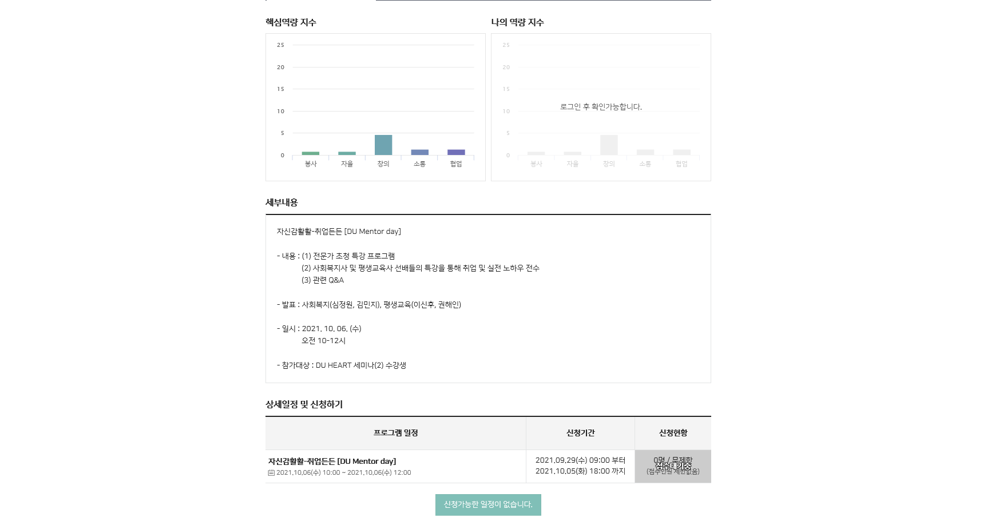 핵심역량 지수
25
20
15
10
5
0
봉사 자율 창의 소통 협업
나의 역량 지수
25
20
15
10
5
0
로그인 후 확인가능합니다.
봉사 자율 창의 소통 협업
세부내용
자신감활활-취업든든 [DU Mentor day]
- 내용 : (1) 전문가 초청 특강 프로그램
(2) 사회복지사 및 평생교육사 선배들의 특강을 통해 취업 및 실전 노하우 전수
(3) 관련 Q&A
- 발표 : 사회복지(심정원, 김민지), 평생교육(이신후, 권해인)
- 일시 : 2021. 10. 06. (수)
오전 10-12시
- 참가대상 : DU HEART 세미나(2) 수강생
상세일정 및 신청하기
프로그램 일정 신청기간 신청현황
자신감활활-취업든든 [DU Mentor day]
2021.10.06(수) 10:00 ~ 2021.10.06(수) 12:00
2021.09.29(수) 09:00 부터
2021.10.05(화) 18:00 까지
0명 / 무제한
접수대기중
(접수인원 제한없음)
신청가능한 일정이 없습니다.